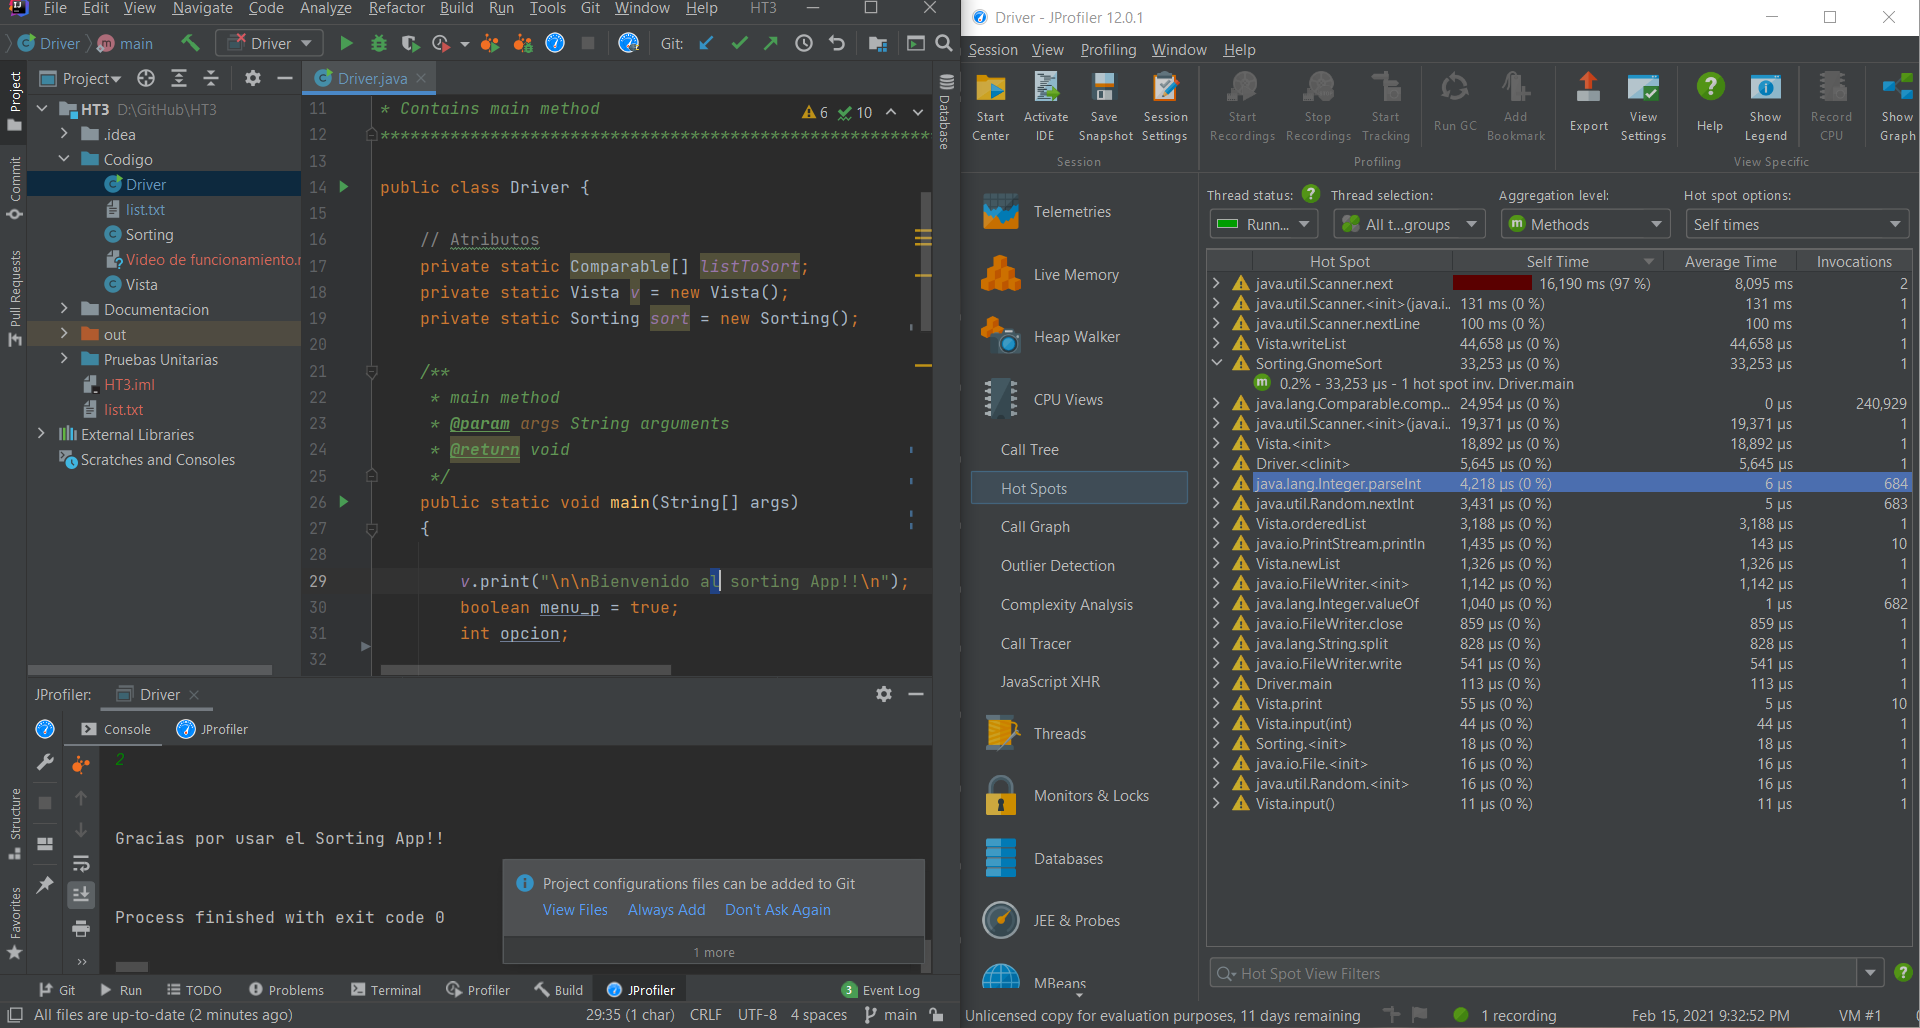 File Edit View Navigate Code Analyze Refactor Build Run Tools Git Window Help HT3
Driver main Driver Git:
Project
Driver.java
HT3 D:\GitHub\HT3
.idea
Codigo
Driver
list.txt
Sorting
Video de funcionamiento.r
Vista
Documentacion
out
Pruebas Unitarias
HT3.iml
list.txt
External Libraries
Scratches and Consoles
Project
Commit
Pull Requests
Structure
Favorites
Database
6 10
11 * Contains main method
12 *******************************************************
13
14 public class Driver {
15
16 // Atributos
17 private static Comparable[] listToSort;
18 private static Vista v = new Vista();
19 private static Sorting sort = new Sorting();
20
21 /**
22 * main method
23 * @param args String arguments
24 * @return void
25 */
26 public static void main(String[] args)
27 {
28
29 v.print("\n\nBienvenido al sorting App!!\n");
30 boolean menu_p = true;
31 int opcion;
32
JProfiler: Driver
Console JProfiler
2
Gracias por usar el Sorting App!!
Process finished with exit code 0
Project configurations files can be added to Git
View Files Always Add Don't Ask Again
1 more
Git Run TODO Problems Terminal Profiler Build JProfiler 3 Event Log
All files are up-to-date (2 minutes ago) 29:35 (1 char) CRLF UTF-8 4 spaces main
Driver - JProfiler 12.0.1
Session View Profiling Window Help
Start Center
Activate IDE
Save Snapshot
Session Settings
Start Recordings
Stop Recordings
Start Tracking
Run GC
Add Bookmark
Export
View Settings
Help
Show Legend
Record CPU
Show Graph
Session Profiling View Specific
Telemetries
Live Memory
Heap Walker
CPU Views
Call Tree
Hot Spots
Call Graph
Outlier Detection
Complexity Analysis
Call Tracer
JavaScript XHR
Threads
Monitors & Locks
Databases
JEE & Probes
MBeans
Thread status: Thread selection: Aggregation level: Hot spot options:
Runn... All t...groups Methods Self times
Hot Spot Self Time Average Time Invocations
java.util.Scanner.next 16,190 ms (97 %) 8,095 ms 2
java.util.Scanner.<init>(java.i... 131 ms (0 %) 131 ms 1
java.util.Scanner.nextLine 100 ms (0 %) 100 ms 1
Vista.writeList 44,658 µs (0 %) 44,658 µs 1
Sorting.GnomeSort 33,253 µs (0 %) 33,253 µs 1
0.2% - 33,253 µs - 1 hot spot inv. Driver.main
java.lang.Comparable.comp... 24,954 µs (0 %) 0 µs 240,929
java.util.Scanner.<init>(java.i... 19,371 µs (0 %) 19,371 µs 1
Vista.<init> 18,892 µs (0 %) 18,892 µs 1
Driver.<clinit> 5,645 µs (0 %) 5,645 µs 1
java.lang.Integer.parseInt 4,218 µs (0 %) 6 µs 684
java.util.Random.nextInt 3,431 µs (0 %) 5 µs 683
Vista.orderedList 3,188 µs (0 %) 3,188 µs 1
java.io.PrintStream.println 1,435 µs (0 %) 143 µs 10
Vista.newList 1,326 µs (0 %) 1,326 µs 1
java.io.FileWriter.<init> 1,142 µs (0 %) 1,142 µs 1
java.lang.Integer.valueOf 1,040 µs (0 %) 1 µs 682
java.io.FileWriter.close 859 µs (0 %) 859 µs 1
java.lang.String.split 828 µs (0 %) 828 µs 1
java.io.FileWriter.write 541 µs (0 %) 541 µs 1
Driver.main 113 µs (0 %) 113 µs 1
Vista.print 55 µs (0 %) 5 µs 10
Vista.input(int) 44 µs (0 %) 44 µs 1
Sorting.<init> 18 µs (0 %) 18 µs 1
java.io.File.<init> 16 µs (0 %) 16 µs 1
java.util.Random.<init> 16 µs (0 %) 16 µs 1
Vista.input() 11 µs (0 %) 11 µs 1
Hot Spot View Filters
Unlicensed copy for evaluation purposes, 11 days remaining 1 recording Feb 15, 2021 9:32:52 PM VM #1